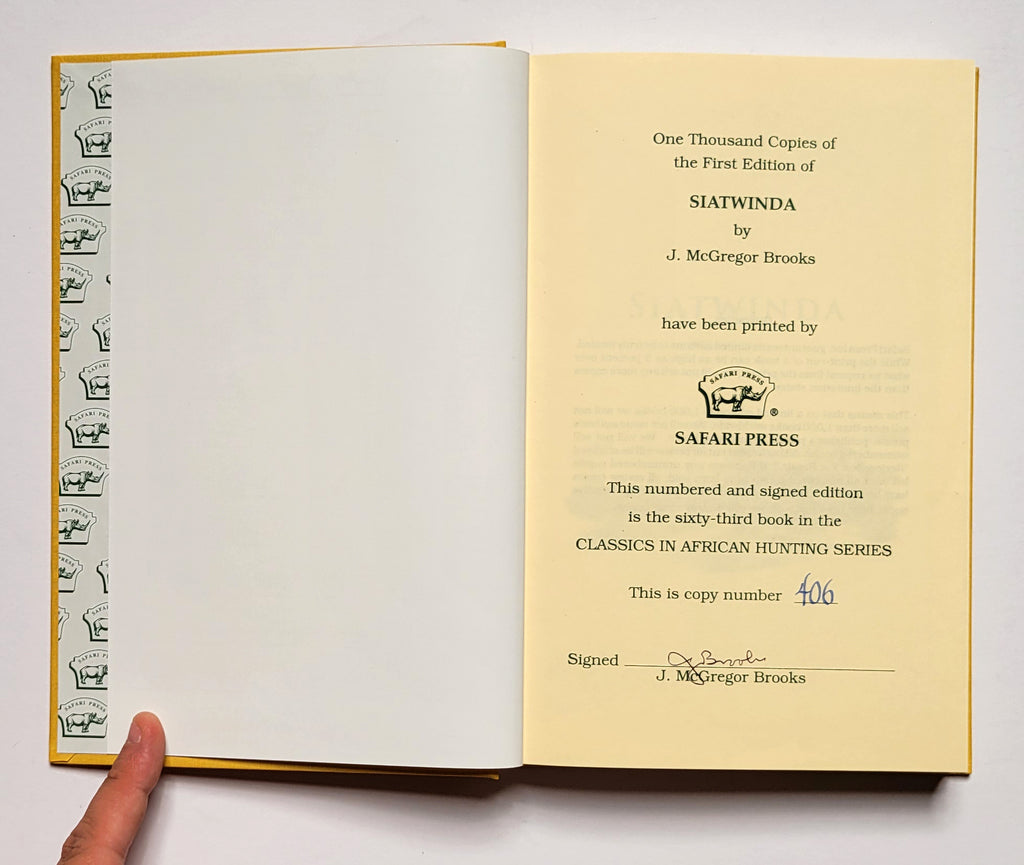 One Thousand Copies of
the First Edition of
SIATWINDA
by
J. McGregor Brooks
have been printed by
SAFARI PRESS
®
SAFARI PRESS
This numbered and signed edition
is the sixty-third book in the
CLASSICS IN AFRICAN HUNTING SERIES
This is copy number 406
Signed J Brooks
J. McGregor Brooks